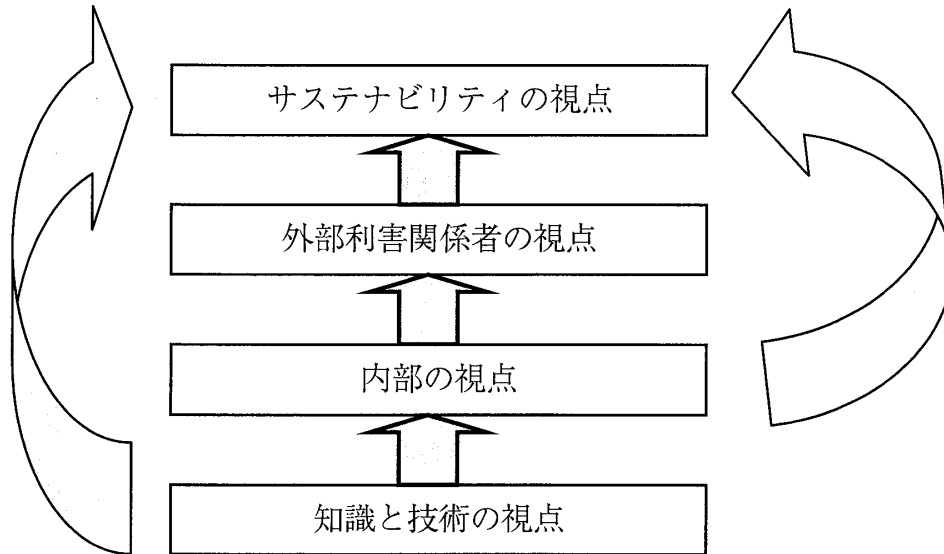 サステナビリティの視点
外部利害関係者の視点
内部の視点
知識と技術の視点